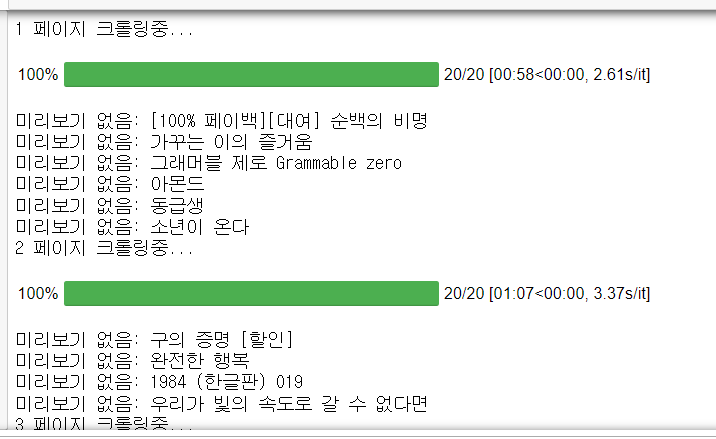 1 페이지 크롤링중...
100% 20/20 [00:58<00:00, 2.61s/it]
미리보기 없음: [100% 페이백][대여] 순백의 비명
미리보기 없음: 가꾸는 이의 즐거움
미리보기 없음: 그래머블 제로 Grammable zero
미리보기 없음: 아몬드
미리보기 없음: 동급생
미리보기 없음: 소년이 온다
2 페이지 크롤링중...
100% 20/20 [01:07<00:00, 3.37s/it]
미리보기 없음: 구의 증명 [할인]
미리보기 없음: 완전한 행복
미리보기 없음: 1984 (한글판) 019
미리보기 없음: 우리가 빛의 속도로 갈 수 없다면
3 페이지 크롤링중...